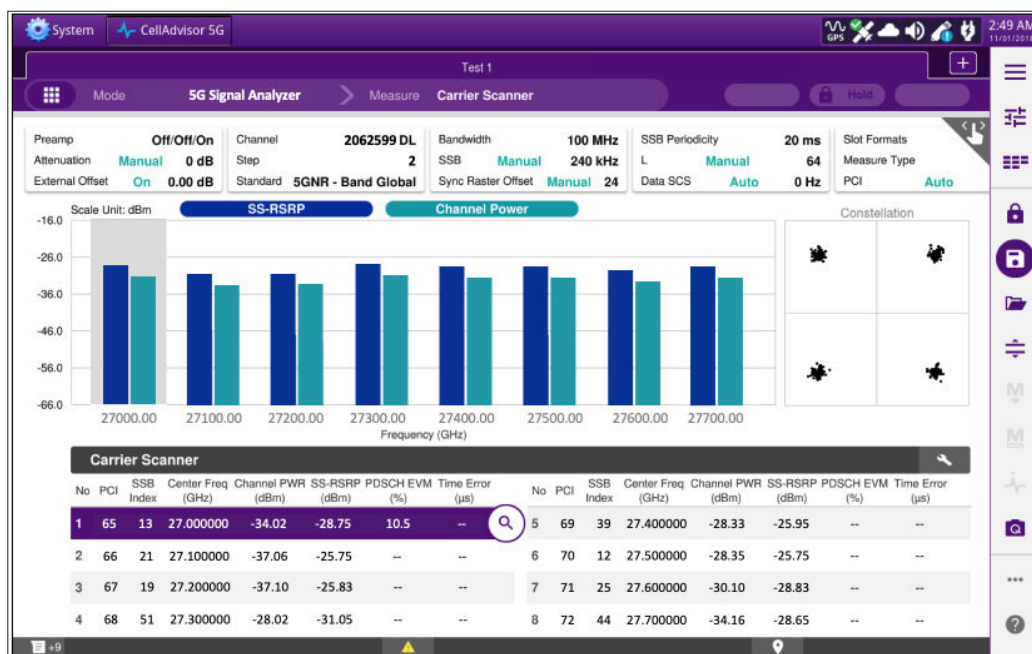 System CellAdvisor 5G GPS 2:49 AM
11/01/2018
Test 1 +
Mode 5G Signal Analyzer Measure Carrier Scanner Hold
Preamp Off/Off/On Channel 2062599 DL Bandwidth 100 MHz SSB Periodicity 20 ms Slot Formats
Attenuation Manual 0 dB Step 2 SSB Manual 240 kHz L Manual 64 Measure Type
External Offset On 0.00 dB Standard 5GNR - Band Global Sync Raster Offset Manual 24 Data SCS Auto 0 Hz PCI Auto
Scale Unit: dBm SS-RSRP Channel Power Constellation
-16.0
-26.0
-36.0
-46.0
-56.0
-66.0
27000.00 27100.00 27200.00 27300.00 27400.00 27500.00 27600.00 27700.00
Frequency (GHz)
Carrier Scanner
No PCI SSB Index Center Freq (GHz) Channel PWR (dBm) SS-RSRP (dBm) PDSCH EVM (%) Time Error (µs) No PCI SSB Index Center Freq (GHz) Channel PWR (dBm) SS-RSRP (dBm) PDSCH EVM (%) Time Error (µs)
1 65 13 27.000000 -34.02 -28.75 10.5 -- 5 69 39 27.400000 -28.33 -25.95 -- --
2 66 21 27.100000 -37.06 -25.75 -- -- 6 70 12 27.500000 -28.35 -25.75 -- --
3 67 19 27.200000 -37.10 -25.83 -- -- 7 71 25 27.600000 -30.10 -28.83 -- --
4 68 51 27.300000 -28.02 -31.05 -- -- 8 72 44 27.700000 -34.16 -28.65 -- --
+9